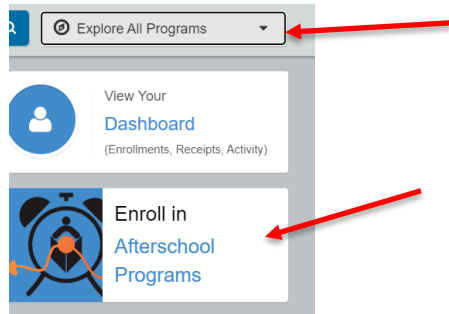 Explore All Programs
View Your
Dashboard
(Enrollments, Receipts, Activity)
Enroll in
Afterschool
Programs